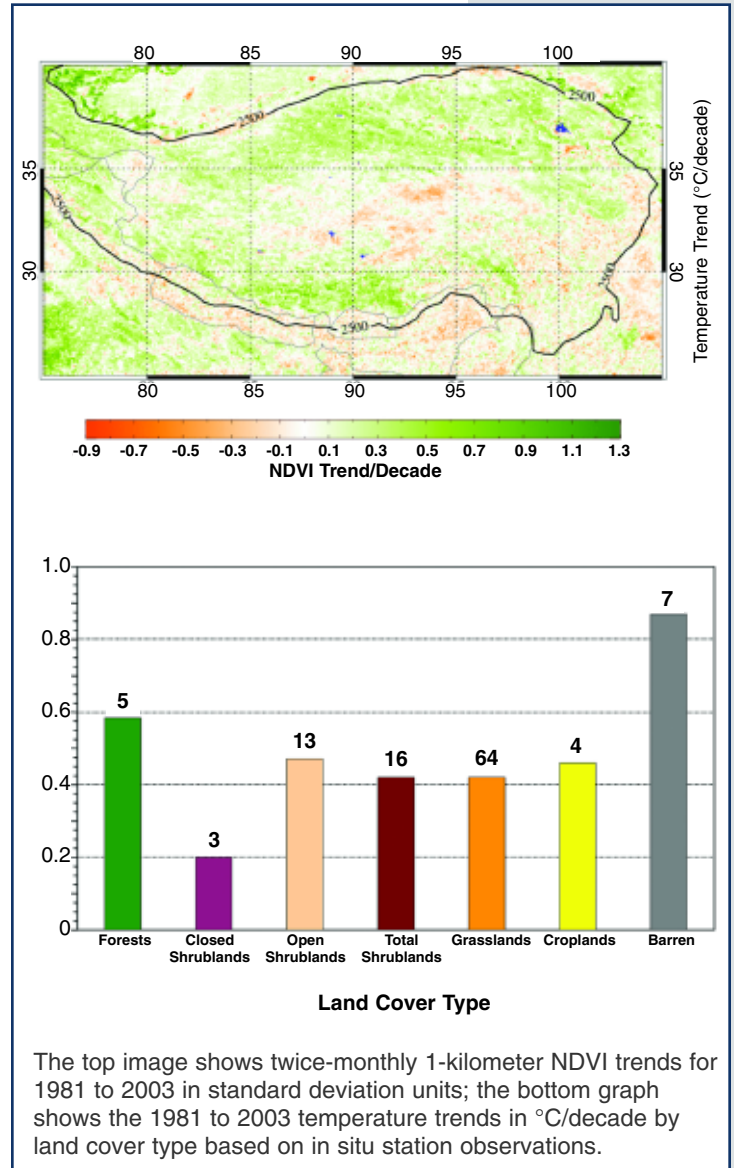 80 85 90 95 100
2500 2500
35 35
2500
30 30
2500
2500
80 85 90 95 100
Temperature Trend (°C/decade)
-0.9 -0.7 -0.5 -0.3 -0.1 0.1 0.3 0.5 0.7 0.9 1.1 1.3
NDVI Trend/Decade
1.0
0.8
0.6
0.4
0.2
0
5
3
13
16
64
4
7
Forests
Closed
Shrublands
Open
Shrublands
Total
Shrublands
Grasslands
Croplands
Barren
Land Cover Type
The top image shows twice-monthly 1-kilometer NDVI trends for
1981 to 2003 in standard deviation units; the bottom graph
shows the 1981 to 2003 temperature trends in °C/decade by
land cover type based on in situ station observations.